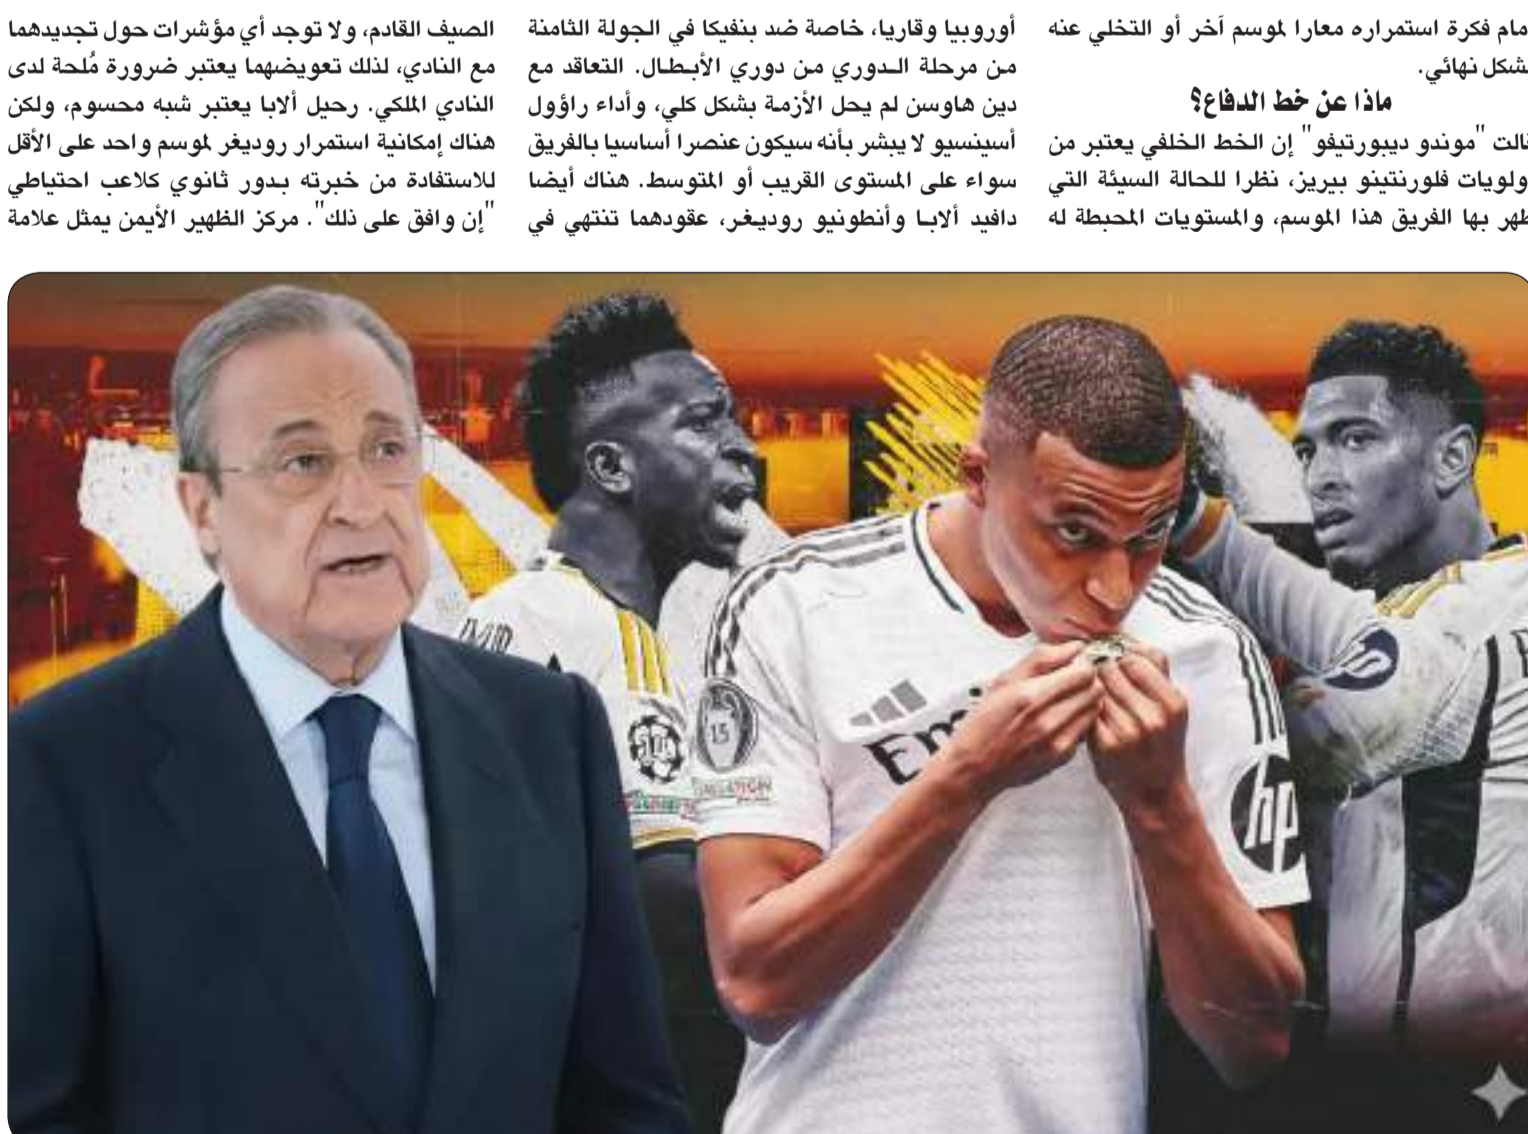 مام فكرة استمراره معارا لموسم آخر أو التخلي عنه
شكل نهائي.
ماذا عن خط الدفاع؟
الت "موندو ديبورتيفو" إن الخط الخلفي يعتبر من
ولويات فلورنتينو بيريز، نظرا للحالة السيئة التي
ظهر بها الفريق هذا الموسم، والمستويات المحبطة له
أوروبيا وقاريا، خاصة ضد بنفيكا في الجولة الثامنة
من مرحلة الدوري من دوري الأبطال. التعاقد مع
دين هاوسن لم يحل الأزمة بشكل كلي، وأداء راؤول
أسينسيو لا يبشر بأنه سيكون عنصرا أساسيا بالفريق
سواء على المستوى القريب أو المتوسط. هناك أيضا
دافيد ألابا وأنطونيو روديغر، عقودهما تنتهي في
الصيف القادم، ولا توجد أي مؤشرات حول تجديدهما
مع النادي، لذلك تعويضهما يعتبر ضرورة مُلحة لدى
النادي الملكي. رحيل ألابا يعتبر شبه محسوم، ولكن
هناك إمكانية استمرار روديغر لموسم واحد على الأقل
للاستفادة من خبرته بدور ثانوي كلاعب احتياطي
"إن وافق على ذلك". مركز الظهير الأيمن يمثل علامة
15
Emi
hp
hp